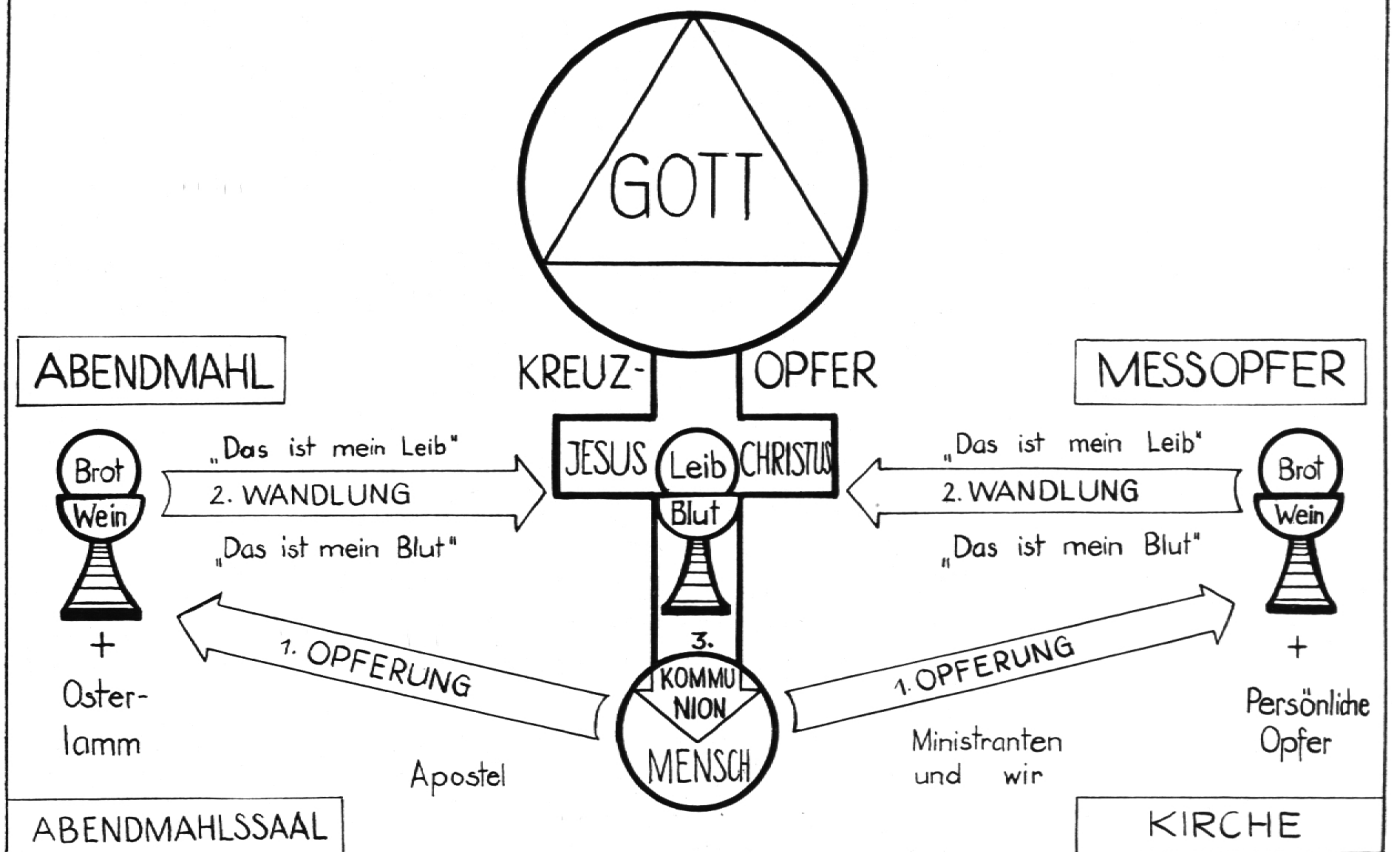 GOTT
ABENDMAHL
KREUZ-
OPFER
MESSOPFER
„Das ist mein Leib"
JESUS
Leib
CHRISTUS
„Das ist mein Leib"
Brot
2. WANDLUNG
2. WANDLUNG
Brot
Wein
Blut
Wein
„Das ist mein Blut"
„Das ist mein Blut"
+
1. OPFERUNG
3.
1. OPFERUNG
+
Oster-
lamm
KOMMU
NION
Persönliche
Opfer
MENSCH
Apostel
Ministranten
und wir
ABENDMAHLSSAAL
KIRCHE